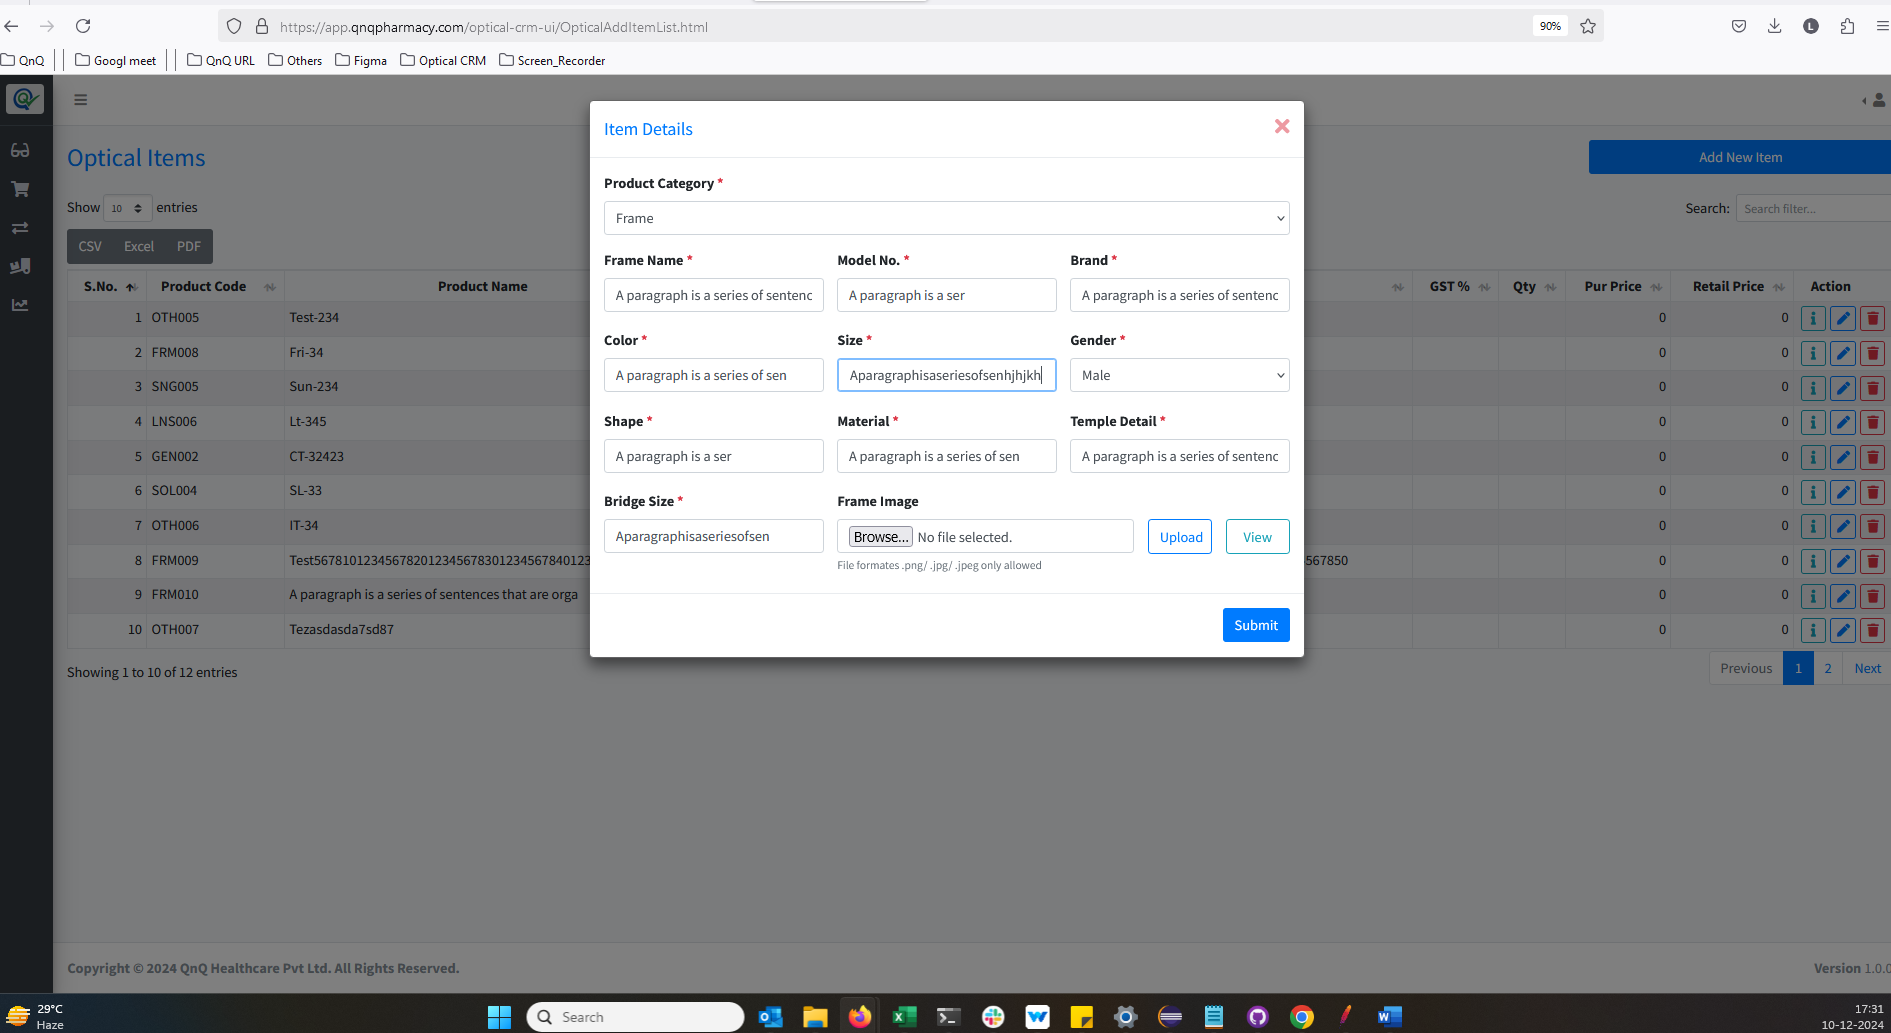 https://app.qnqpharmacy.com/optical-crm-ui/OpticalAddItemList.html
90%
L
QnQ
Googl meet
QnQ URL
Others
Figma
Optical CRM
Screen_Recorder
Item Details
Optical Items
Add New Item
Product Category *
Show 10 entries
Search: Search filter...
Frame
CSV Excel PDF
Frame Name * Model No. * Brand *
S.No. Product Code Product Name GST % Qty Pur Price Retail Price Action
A paragraph is a series of sentenc A paragraph is a ser A paragraph is a series of sentenc
1 OTH005 Test-234 0 0
Color * Size * Gender *
2 FRM008 Fri-34 0 0
A paragraph is a series of sen Aparagraphisaseriesofsenhjhjkh Male
3 SNG005 Sun-234 0 0
4 LNS006 Lt-345 0 0
Shape * Material * Temple Detail *
5 GEN002 CT-32423 0 0
A paragraph is a ser A paragraph is a series of sen A paragraph is a series of sentenc
6 SOL004 SL-33 0 0
Bridge Size * Frame Image
7 OTH006 IT-34 0 0
Aparagraphisaseriesofsen Browse... No file selected. Upload View
File formates .png/ .jpg/ .jpeg only allowed
8 FRM009 Test56781012345678201234567830123456784012 567850 0 0
9 FRM010 A paragraph is a series of sentences that are orga 0 0
Submit
10 OTH007 Tezasdasda7sd87 0 0
Showing 1 to 10 of 12 entries
Previous 1 2 Next
Copyright © 2024 QnQ Healthcare Pvt Ltd. All Rights Reserved.
Version 1.0.0
29°C
Haze
Search
17:31
10-12-2024